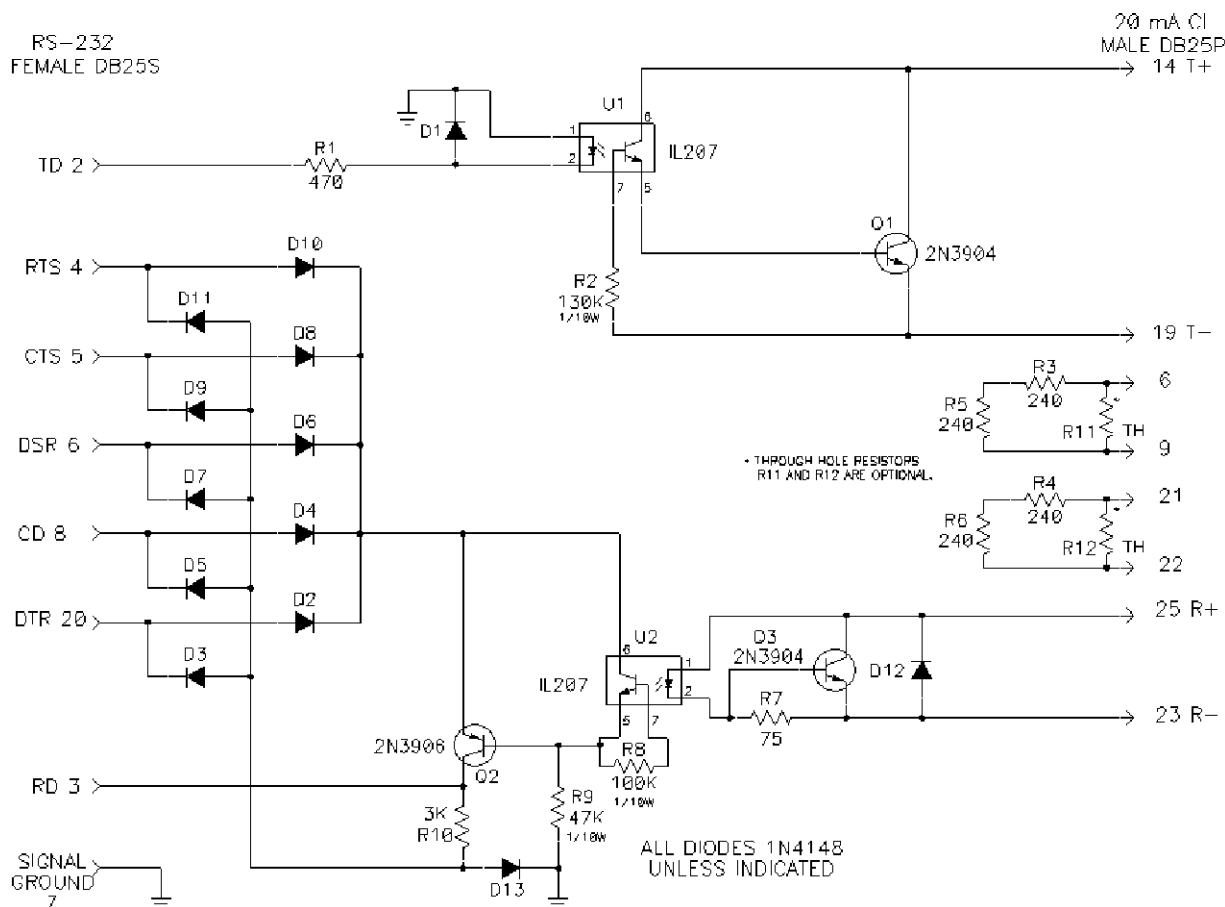 RS-232
FEMALE DB25S
20 mA CL
MALE DB25P
14 T+
U1
6
D1
1
2
IL207
TD 2
R1
470
7
5
Q1
2N3904
D10
RTS 4
R2
130K
1/10W
D11
D8
CTS 5
19 T-
D9
R3
240
6
R5
240
R11
*
TH
9
D6
DSR 6
* THROUGH HOLE RESISTORS
R11 AND R12 ARE OPTIONAL.
D7
R4
240
21
R6
240
R12
*
TH
22
D4
CD 8
D5
D2
DTR 20
25 R+
U2
6
1
2
IL207
5
7
Q3
2N3904
D12
D3
R7
75
23 R-
2N3906
Q2
R8
100K
1/10W
RD 3
3K
R10
R9
47K
1/10W
ALL DIODES 1N4148
UNLESS INDICATED
SIGNAL
GROUND
7
D13